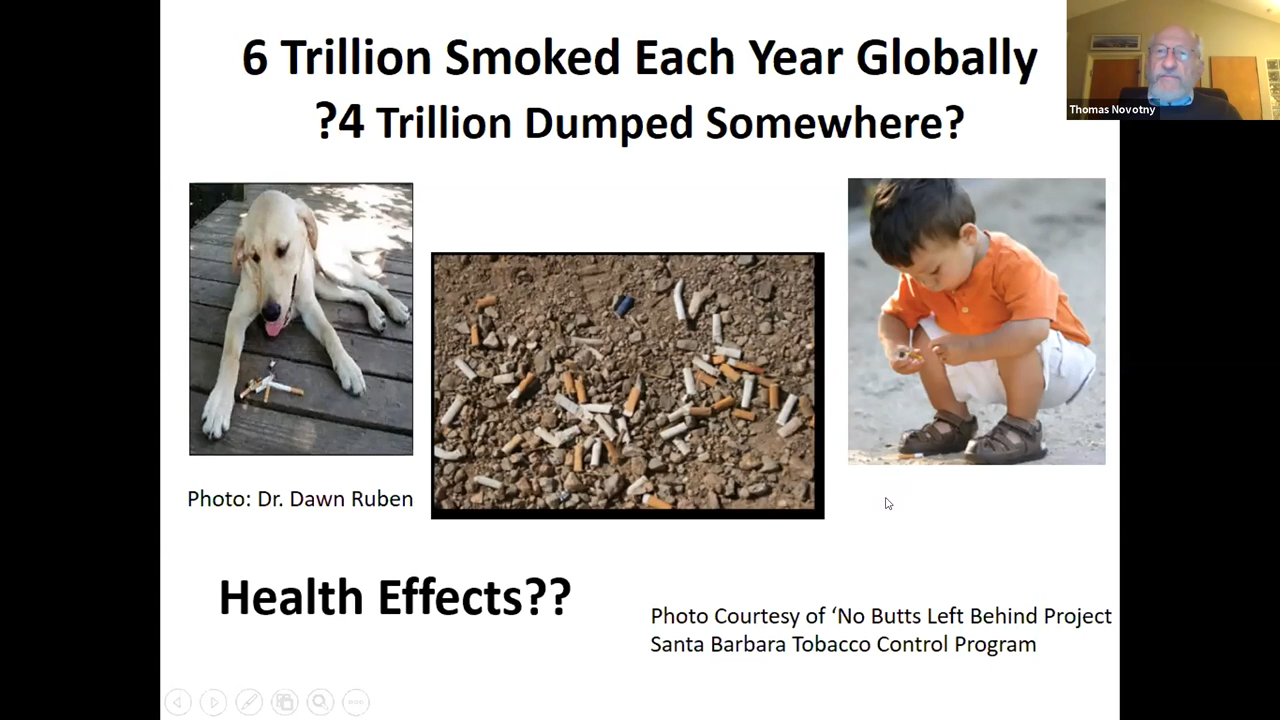 6 Trillion Smoked Each Year Globally
?4 Trillion Dumped Somewhere?
Thomas Novotny
Photo: Dr. Dawn Ruben
Health Effects??
Photo Courtesy of ‘No Butts Left Behind Project
Santa Barbara Tobacco Control Program